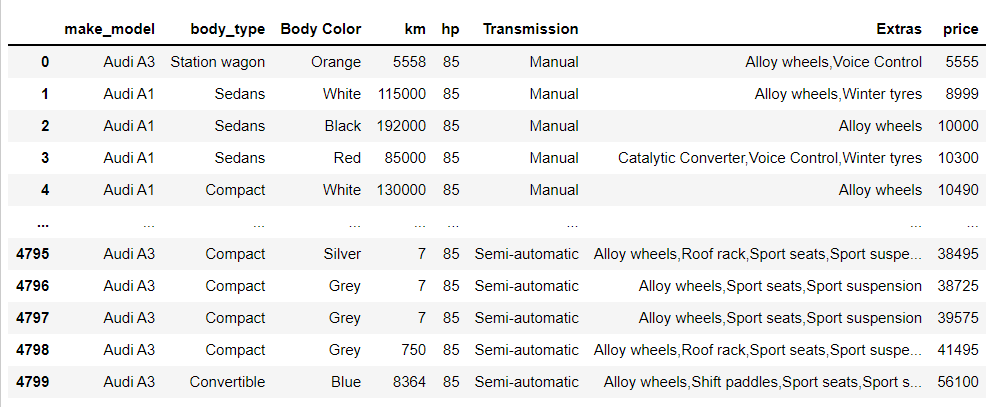 make_model body_type Body Color km hp Transmission Extras price
0 Audi A3 Station wagon Orange 5558 85 Manual Alloy wheels,Voice Control 5555
1 Audi A1 Sedans White 115000 85 Manual Alloy wheels,Winter tyres 8999
2 Audi A1 Sedans Black 192000 85 Manual Alloy wheels 10000
3 Audi A1 Sedans Red 85000 85 Manual Catalytic Converter,Voice Control,Winter tyres 10300
4 Audi A1 Compact White 130000 85 Manual Alloy wheels 10490
... ... ... ... ... ... ... ... ...
4795 Audi A3 Compact Silver 7 85 Semi-automatic Alloy wheels,Roof rack,Sport seats,Sport suspe... 38495
4796 Audi A3 Compact Grey 7 85 Semi-automatic Alloy wheels,Sport seats,Sport suspension 38725
4797 Audi A3 Compact Grey 7 85 Semi-automatic Alloy wheels,Sport seats,Sport suspension 39575
4798 Audi A3 Compact Grey 750 85 Semi-automatic Alloy wheels,Roof rack,Sport seats,Sport suspe... 41495
4799 Audi A3 Convertible Blue 8364 85 Semi-automatic Alloy wheels,Shift paddles,Sport seats,Sport s... 56100